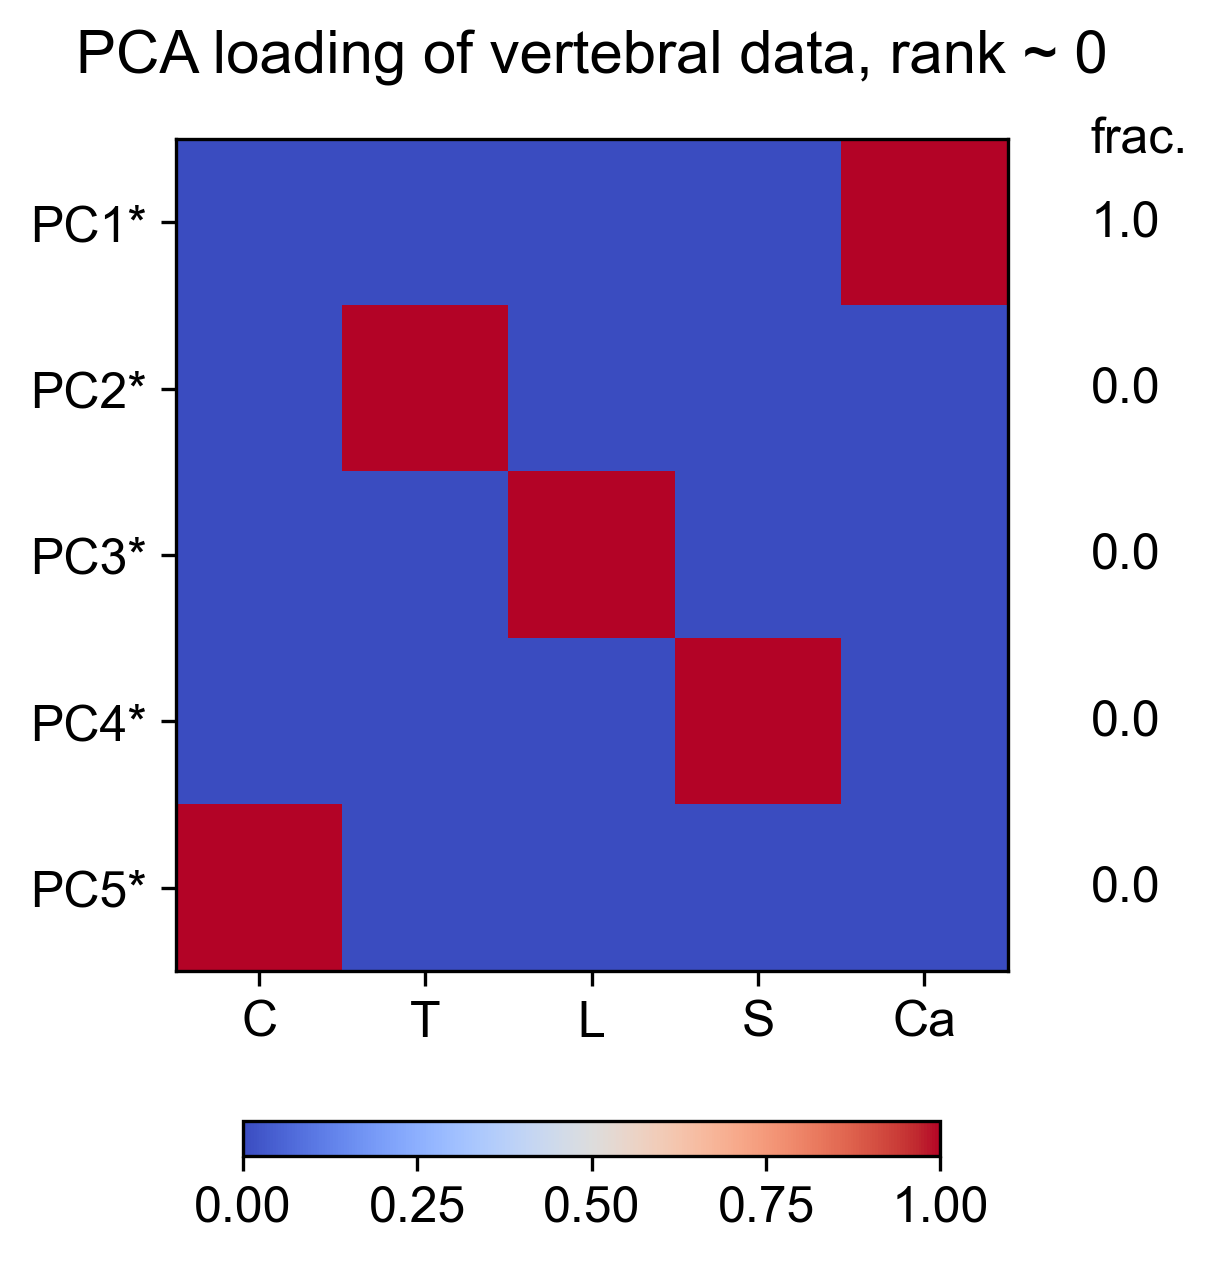 PCA loading of vertebral data, rank ~ 0
frac.
PC1* 1.0
PC2* 0.0
PC3* 0.0
PC4* 0.0
PC5* 0.0
C T L S Ca
0.00 0.25 0.50 0.75 1.00